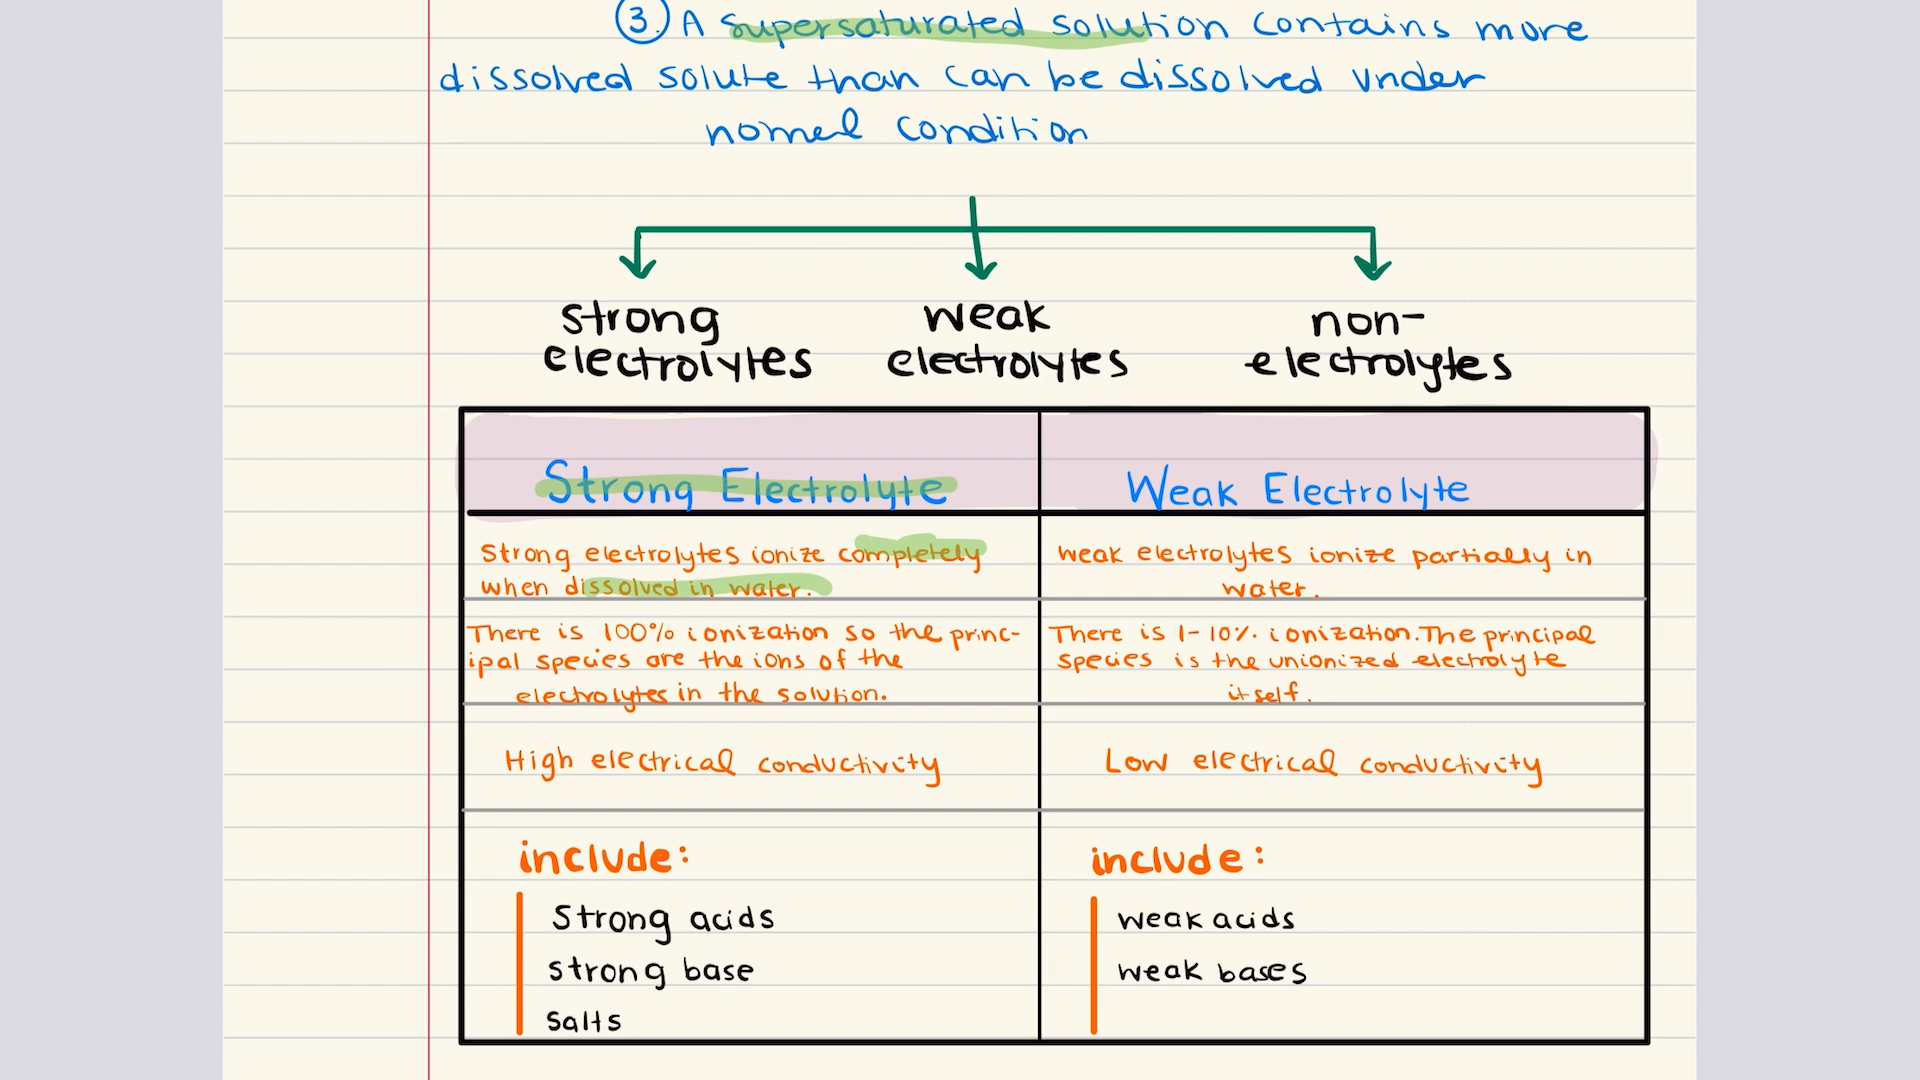 ③ A supersaturated solution contains more
dissolved solute than can be dissolved under
nomal condition
strong
electrolytes
weak
electrolytes
non-
electrolytes
Strong Electrolyte
Weak Electrolyte
Strong electrolytes ionize completely
when dissolved in water.
Weak electrolytes ionize partially in
water.
There is 100% ionization so the princ-
ipal species are the ions of the
electrolytes in the solution.
There is 1-10% ionization. The principal
species is the unionized electrolyte
itself.
High electrical conductivity
Low electrical conductivity
include:
Strong acids
strong base
salts
include:
weak acids
weak bases